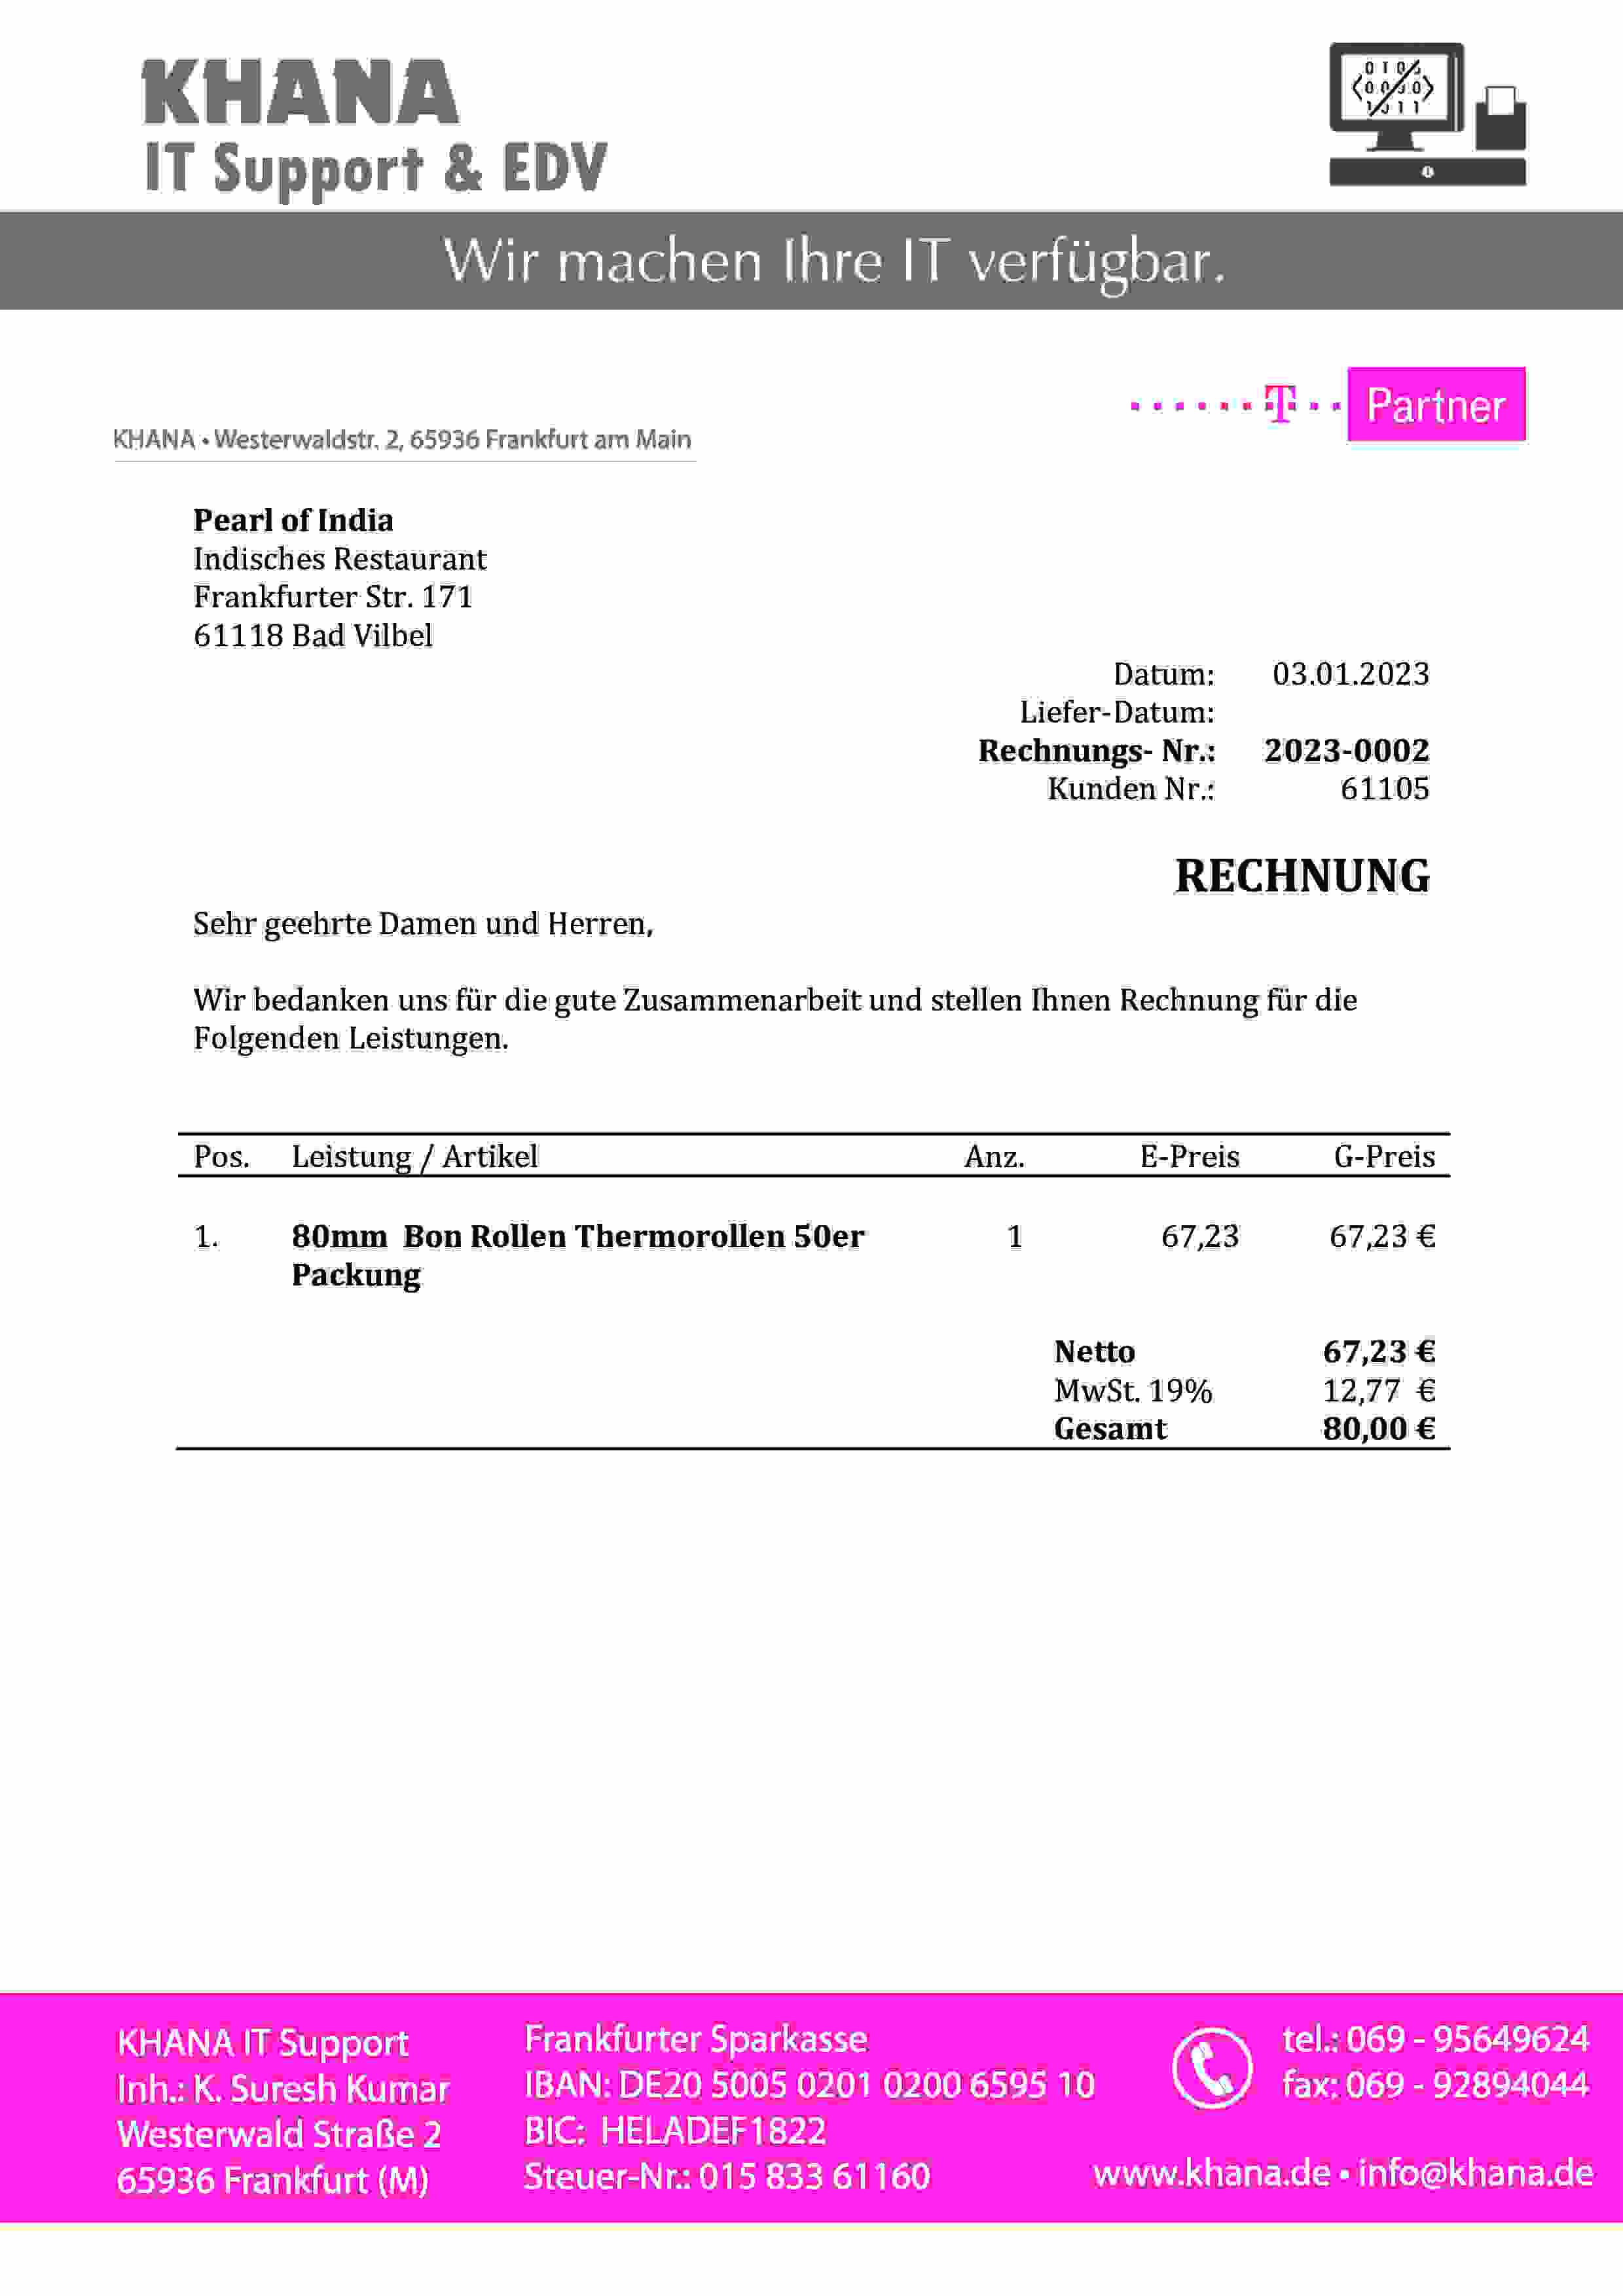 KHANA
IT Support & EDV
Wir machen Ihre IT verfügbar.
T Partner
KHANA • Westerwaldstr. 2, 65936 Frankfurt am Main
Pearl of India
Indisches Restaurant
Frankfurter Str. 171
61118 Bad Vilbel
Datum: 03.01.2023
Liefer-Datum:
Rechnungs- Nr.: 2023-0002
Kunden Nr.: 61105
RECHNUNG
Sehr geehrte Damen und Herren,
Wir bedanken uns für die gute Zusammenarbeit und stellen Ihnen Rechnung für die
Folgenden Leistungen.
Pos. Leistung / Artikel Anz. E-Preis G-Preis
1. 80mm Bon Rollen Thermorollen 50er 1 67,23 67,23 €
Packung
Netto 67,23 €
MwSt. 19% 12,77 €
Gesamt 80,00 €
KHANA IT Support
Inh.: K. Suresh Kumar
Westerwald Straße 2
65936 Frankfurt (M)
Frankfurter Sparkasse
IBAN: DE20 5005 0201 0200 6595 10
BIC: HELADEF1822
Steuer-Nr.: 015 833 61160
tel.: 069 - 95649624
fax: 069 - 92894044
www.khana.de • info@khana.de